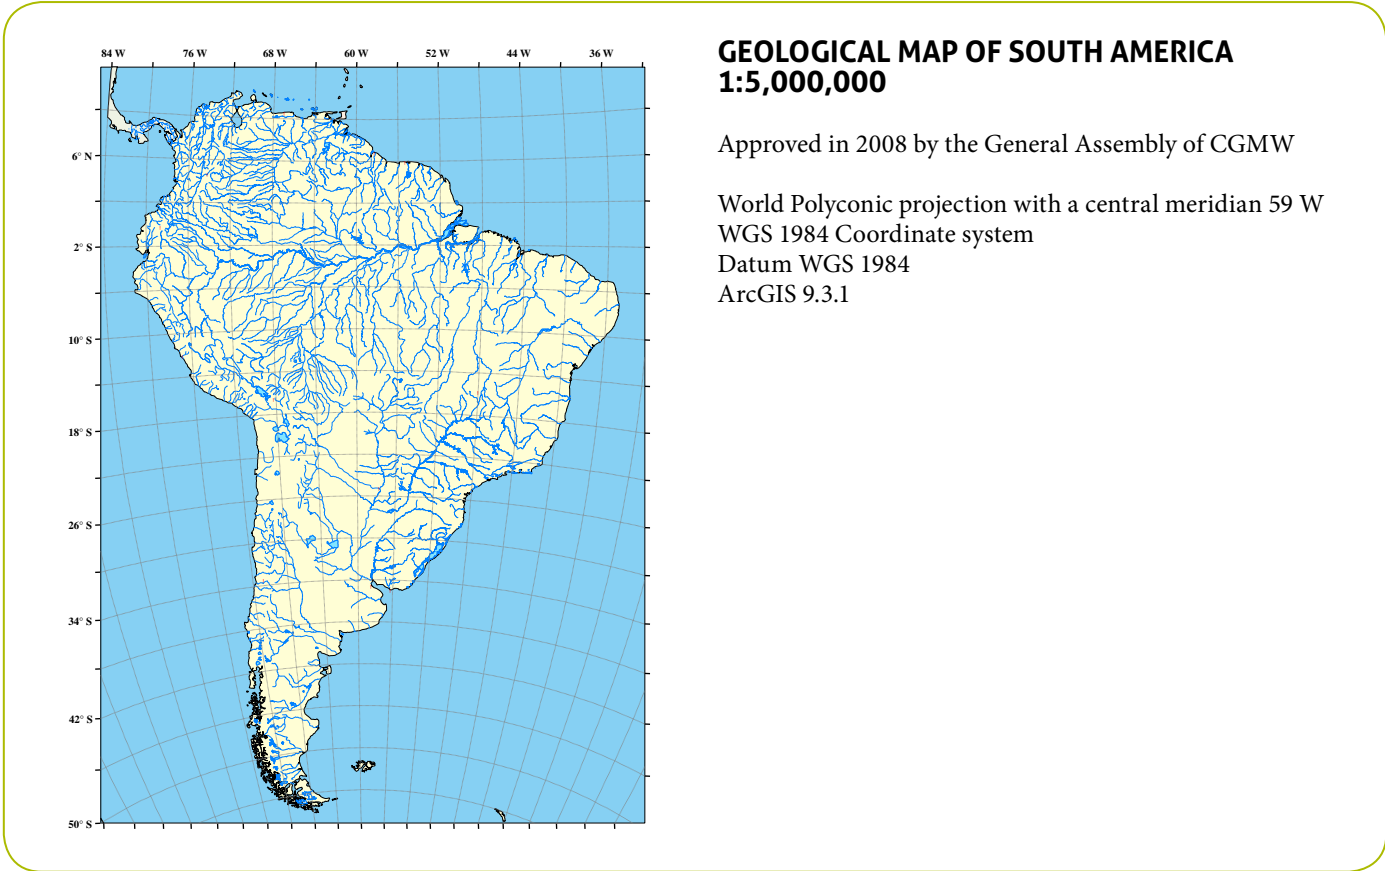 84 W 76 W 68 W 60 W 52 W 44 W 36 W
6° N
2° S
10° S
18° S
26° S
34° S
42° S
50° S
GEOLOGICAL MAP OF SOUTH AMERICA
1:5,000,000
Approved in 2008 by the General Assembly of CGMW
World Polyconic projection with a central meridian 59 W
WGS 1984 Coordinate system
Datum WGS 1984
ArcGIS 9.3.1